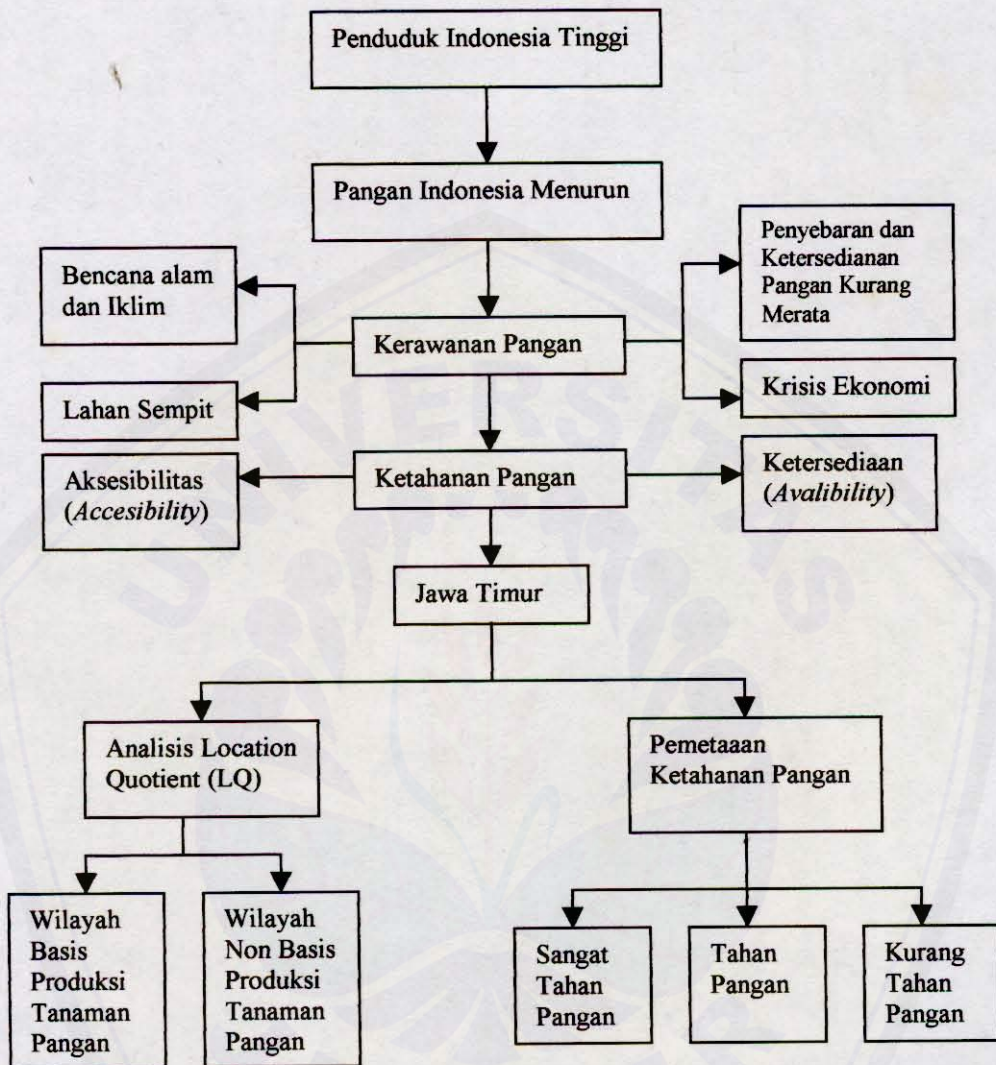 Penduduk Indonesia Tinggi
Pangan Indonesia Menurun
Bencana alam
dan Iklim
Penyebaran dan
Ketersedianan
Pangan Kurang
Merata
Kerawanan Pangan
Lahan Sempit
Krisis Ekonomi
Aksesibilitas
(Accesibility)
Ketahanan Pangan
Ketersediaan
(Avalibility)
Jawa Timur
Analisis Location
Quotient (LQ)
Pemetaaan
Ketahanan Pangan
Wilayah
Basis
Produksi
Tanaman
Pangan
Wilayah
Non Basis
Produksi
Tanaman
Pangan
Sangat
Tahan
Pangan
Tahan
Pangan
Kurang
Tahan
Pangan
UNIVERSITAS